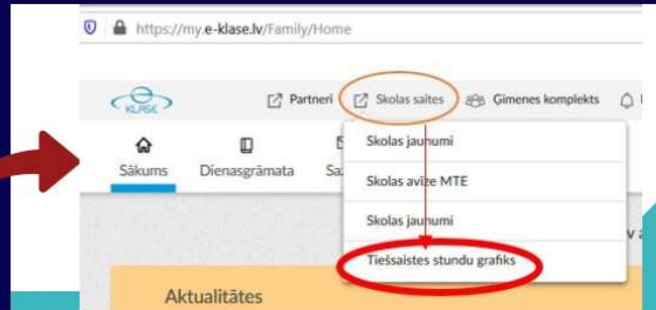 https://my.e-klase.lv/Family/Home
e
KLASE
Partneri
Skolas saites
Ģimenes komplekts
Sākums
Dienasgrāmata
Skolas jaunumi
Skolas avīze MTE
Skolas jaunumi
Tiešsaistes stundu grafiks
Aktualitātes